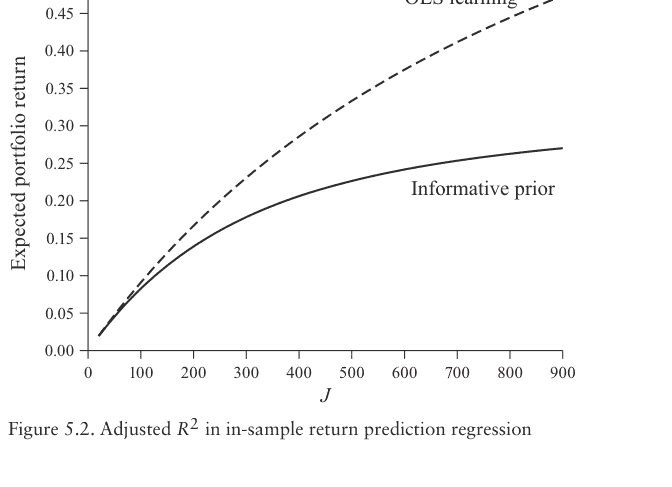 OLS learning
0.45
0.40
0.35
0.30
0.25
0.20
0.15
0.10
0.05
0.00
Expected portfolio return
Informative prior
0 100 200 300 400 500 600 700 800 900
J
Figure 5.2. Adjusted R² in in-sample return prediction regression